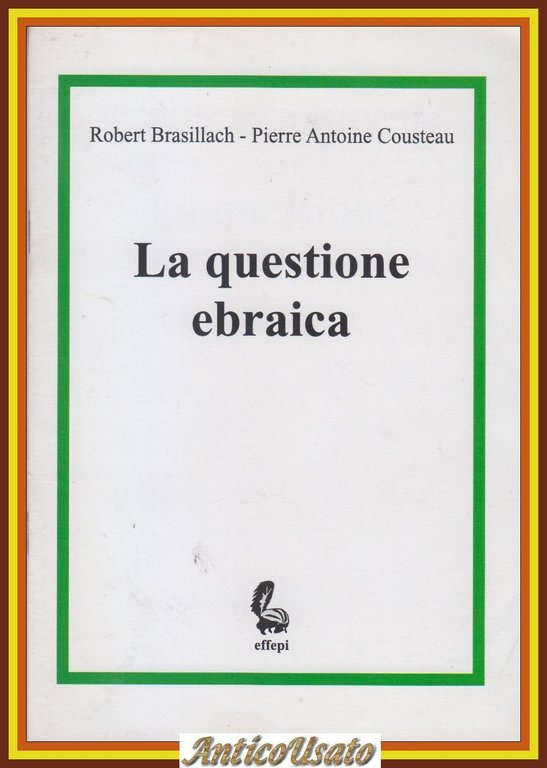 Robert Brasillach - Pierre Antoine Cousteau
La questione
ebraica
effepi
AnticoUsato